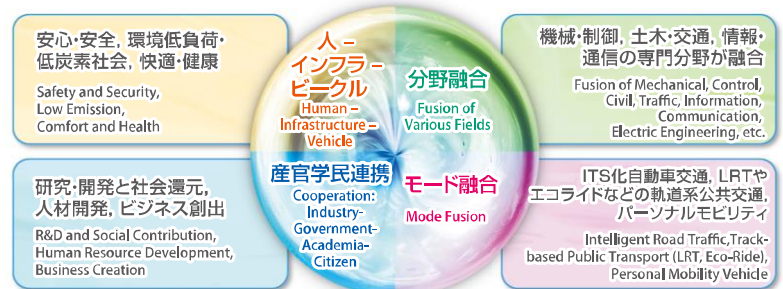 安心・安全, 環境低負荷・
低炭素社会, 快適・健康
Safety and Security,
Low Emission,
Comfort and Health
人 –
インフラ –
ビークル
Human –
Infrastructure –
Vehicle
分野融合
Fusion of
Various Fields
機械・制御, 土木・交通, 情報・
通信の専門分野が融合
Fusion of Mechanical, Control,
Civil, Traffic, Information,
Communication,
Electric Engineering, etc.
研究・開発と社会還元,
人材開発, ビジネス創出
R&D and Social Contribution,
Human Resource Development,
Business Creation
産官学民連携
Cooperation:
Industry-
Government-
Academia-
Citizen
モード融合
Mode Fusion
ITS化自動車交通, LRTや
エコライドなどの軌道系公共交通,
パーソナルモビリティ
Intelligent Road Traffic,Track-
based Public Transport (LRT, Eco-Ride),
Personal Mobility Vehicle